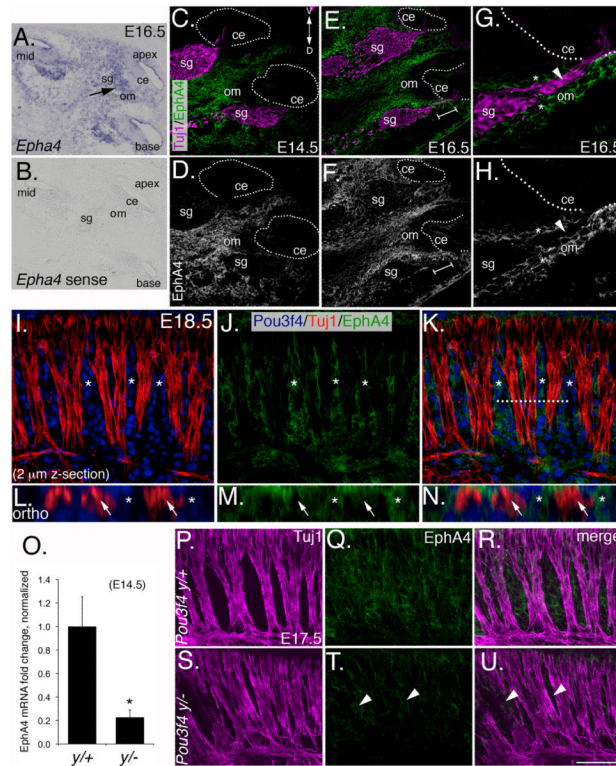 A.
E16.5
mid
apex
sg
ce
om
base
Epha4
B.
mid
apex
ce
om
sg
base
Epha4 sense
C.
V
D
ce
sg
om
ce
sg
Tuj1/EphA4
E14.5
D.
ce
sg
om
ce
sg
EphA4
E.
ce
sg
om
ce
sg
E16.5
F.
ce
sg
om
ce
sg
G.
ce
sg
om
E16.5
H.
ce
om
sg
I.
E18.5
* * *
(2 μm z-section)
J.
Pou3f4/Tuj1/EphA4
* * *
K.
* * *
L.
* *
ortho
M.
* *
N.
* *
O.
(E14.5)
EphA4 mRNA fold change, normalized
1.4
1.2
1.0
0.8
0.6
0.4
0.2
0.0
*
y/+
y/-
P.
Tuj1
Pou3f4 y/+
E17.5
Q.
EphA4
R.
merge
S.
Pou3f4 y/-
T.
U.